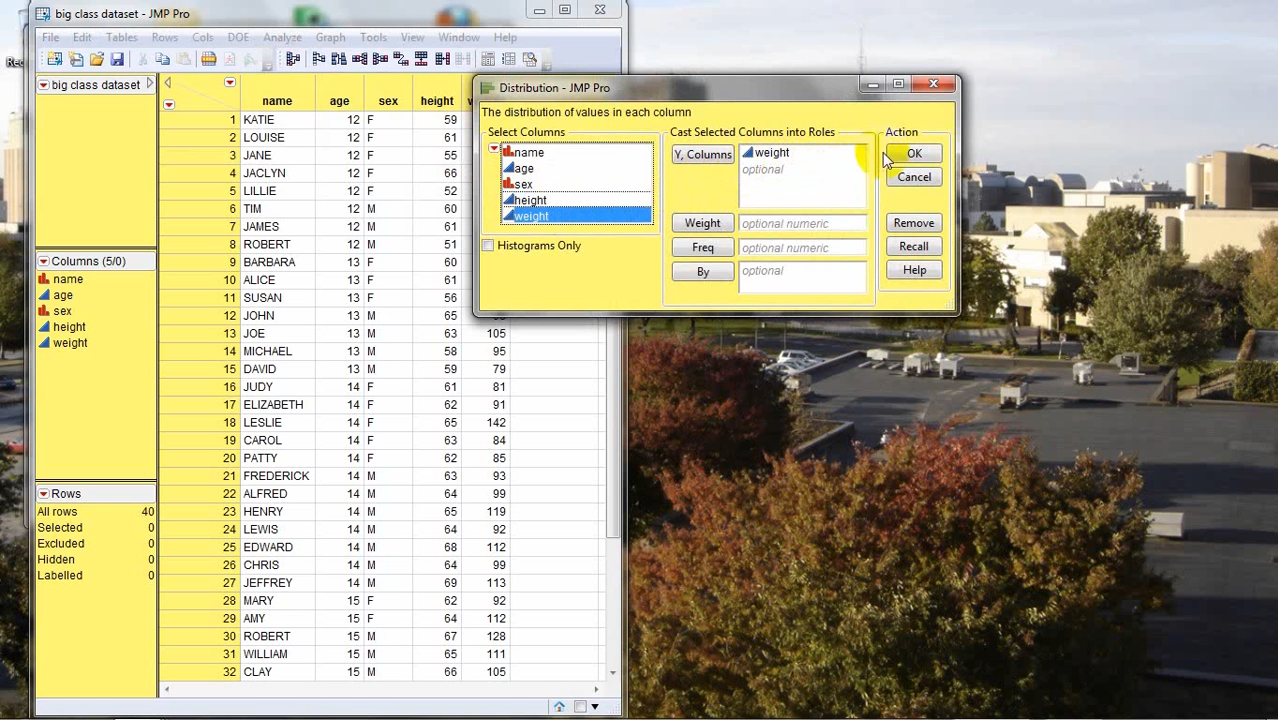 big class dataset - JMP Pro
File Edit Tables Rows Cols DOE Analyze Graph Tools View Window Help
big class dataset
name age sex height
1 KATIE 12 F 59
2 LOUISE 12 F 61
3 JANE 12 F 55
4 JACLYN 12 F 66
5 LILLIE 12 F 52
6 TIM 12 M 60
7 JAMES 12 M 61
8 ROBERT 12 M 51
9 BARBARA 13 F 60
10 ALICE 13 F 61
11 SUSAN 13 F 56
12 JOHN 13 M 65
13 JOE 13 M 63 105
14 MICHAEL 13 M 58 95
15 DAVID 13 M 59 79
16 JUDY 14 F 61 81
17 ELIZABETH 14 F 62 91
18 LESLIE 14 F 65 142
19 CAROL 14 F 63 84
20 PATTY 14 F 62 85
21 FREDERICK 14 M 63 93
22 ALFRED 14 M 64 99
23 HENRY 14 M 65 119
24 LEWIS 14 M 64 92
25 EDWARD 14 M 68 112
26 CHRIS 14 M 64 99
27 JEFFREY 14 M 69 113
28 MARY 15 F 62 92
29 AMY 15 F 64 112
30 ROBERT 15 M 67 128
31 WILLIAM 15 M 65 111
32 CLAY 15 M 66 105
Columns (5/0)
name
age
sex
height
weight
Rows
All rows 40
Selected 0
Excluded 0
Hidden 0
Labelled 0
Distribution - JMP Pro
The distribution of values in each column
Select Columns
name
age
sex
height
weight
Histograms Only
Cast Selected Columns into Roles
Y, Columns weight
optional
Weight optional numeric
Freq optional numeric
By optional
Action
OK
Cancel
Remove
Recall
Help